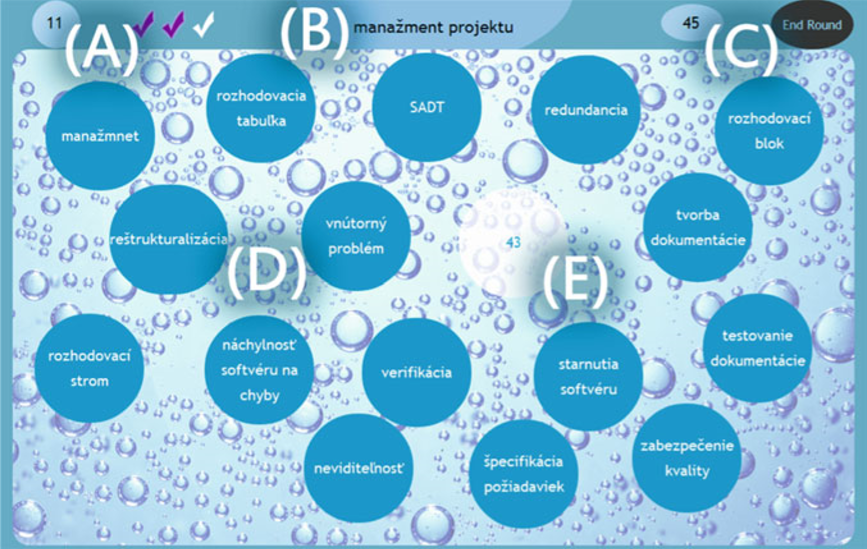 11
(A)
(B)
manažment projektu
45
(C)
End Round
manažmnet
rozhodovacia
tabuľka
SADT
redundancia
rozhodovací
blok
reštrukturalizácia
vnútorný
problém
43
tvorba
dokumentácie
(D)
(E)
rozhodovací
strom
náchylnosť
softvéru na
chyby
verifikácia
starnutia
softvéru
testovanie
dokumentácie
neviditeľnosť
špecifikácia
požiadaviek
zabezpečenie
kvality